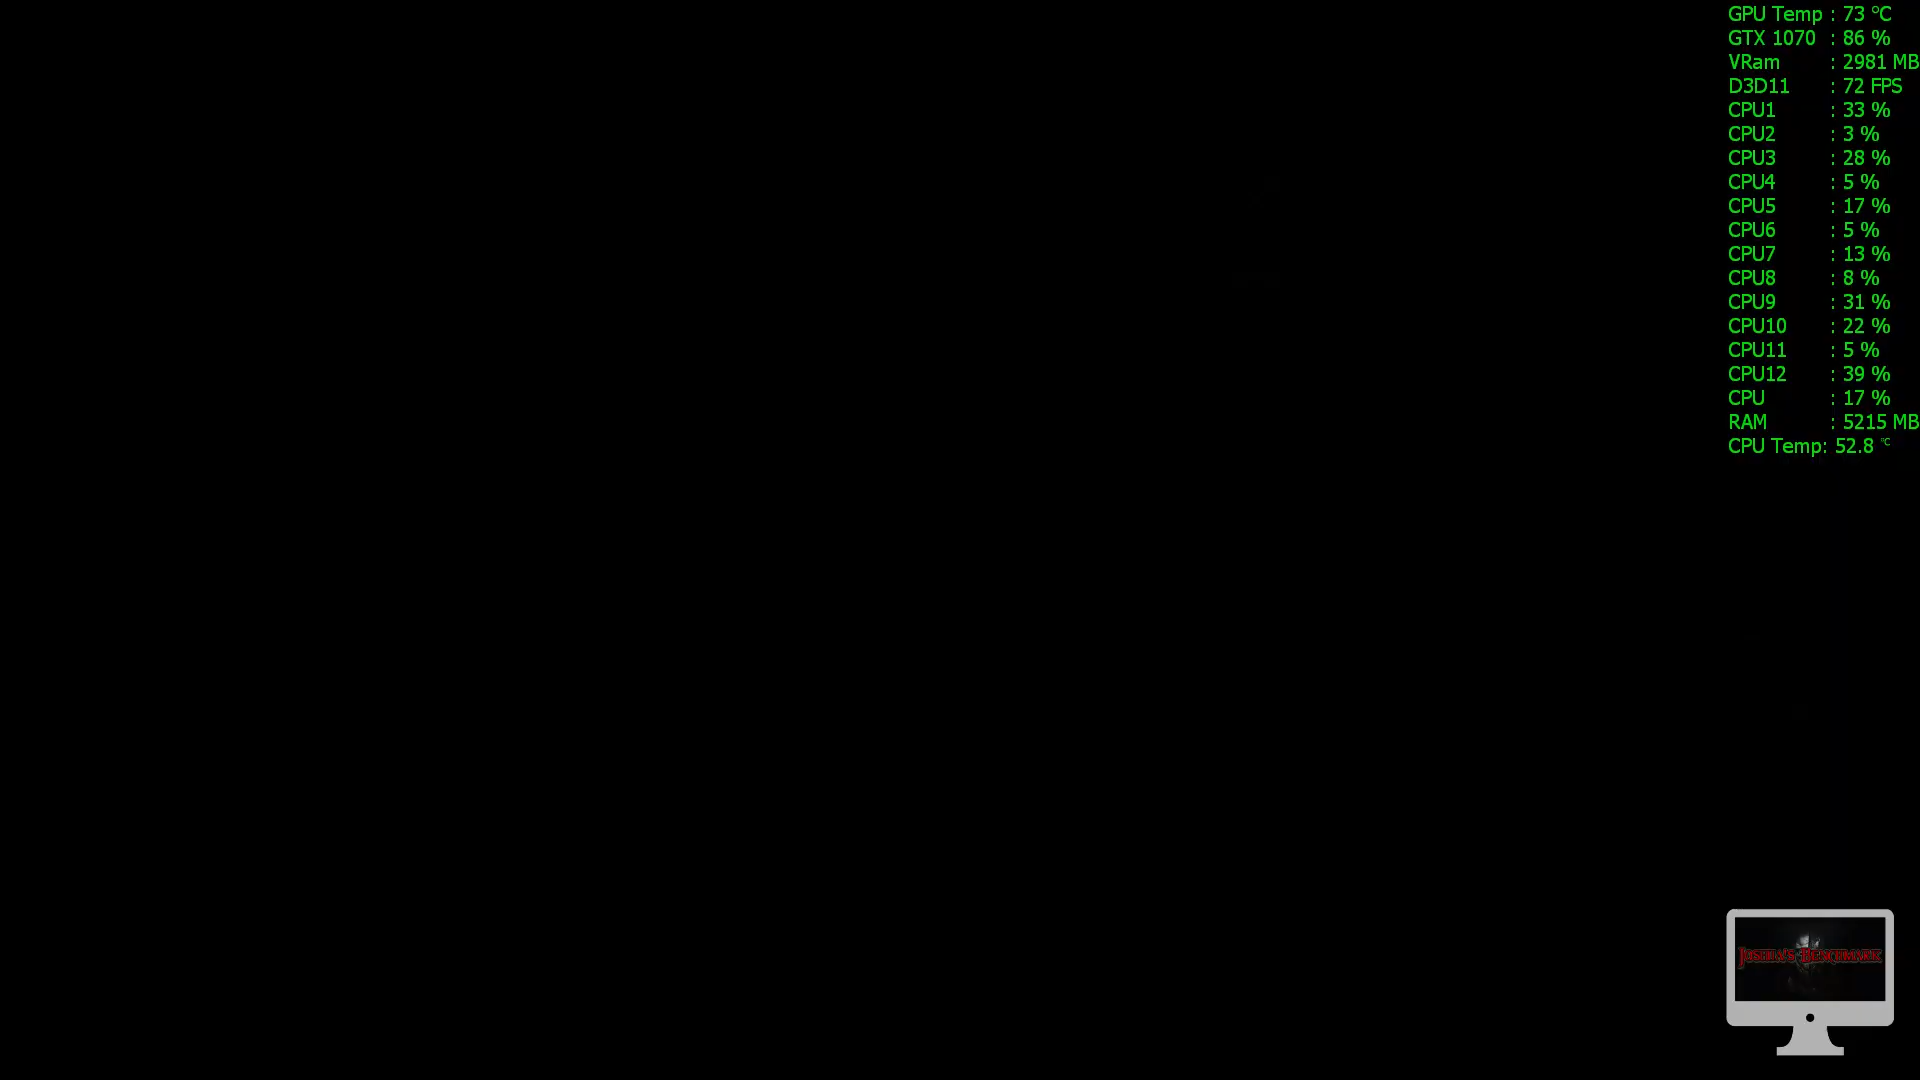 GPU Temp : 73 °C
GTX 1070 : 86 %
VRam : 2981 MB
D3D11 : 72 FPS
CPU1 : 33 %
CPU2 : 3 %
CPU3 : 28 %
CPU4 : 5 %
CPU5 : 17 %
CPU6 : 5 %
CPU7 : 13 %
CPU8 : 8 %
CPU9 : 31 %
CPU10 : 22 %
CPU11 : 5 %
CPU12 : 39 %
CPU : 17 %
RAM : 5215 MB
CPU Temp: 52.8 °C
Joshua's Benchmark